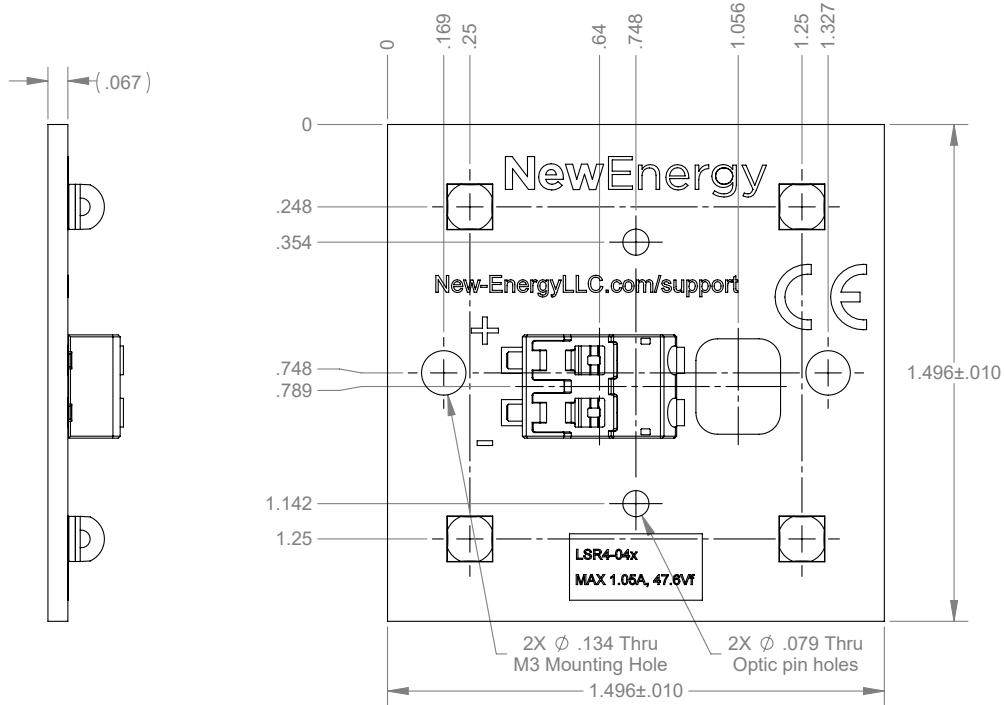 0
.169
.25
.64
.748
1.056
1.25
1.327
(.067)
0
NewEnergy
.248
.354
New-EnergyLLC.com/support
CE
+
.748
.789
1.496±.010
-
1.142
1.25
LSR4-04x
MAX 1.05A, 47.6Vf
2X Ø .134 Thru
M3 Mounting Hole
2X Ø .079 Thru
Optic pin holes
1.496±.010